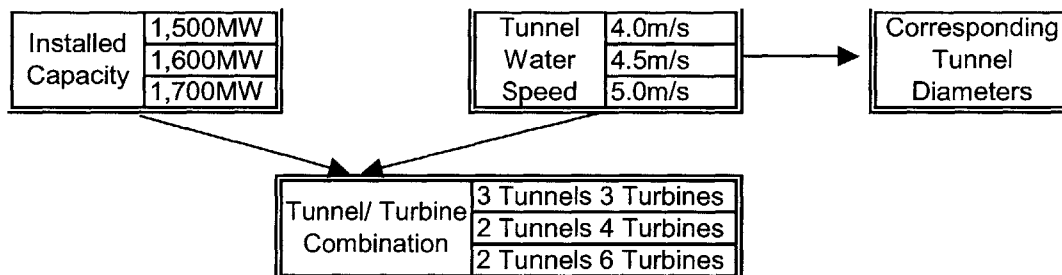 Installed
Capacity
1,500MW
1,600MW
1,700MW
Tunnel
Water
Speed
4.0m/s
4.5m/s
5.0m/s
Corresponding
Tunnel
Diameters
Tunnel/ Turbine
Combination
3 Tunnels 3 Turbines
2 Tunnels 4 Turbines
2 Tunnels 6 Turbines